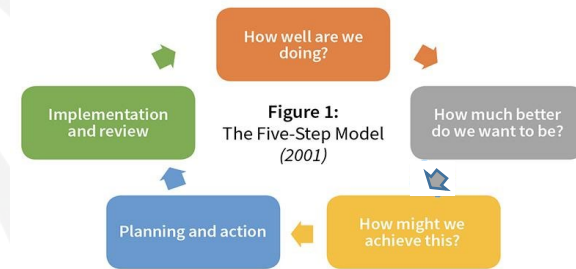 How well are we
doing?
How much better
do we want to be?
How might we
achieve this?
Planning and action
Implementation
and review
Figure 1:
The Five-Step Model
(2001)